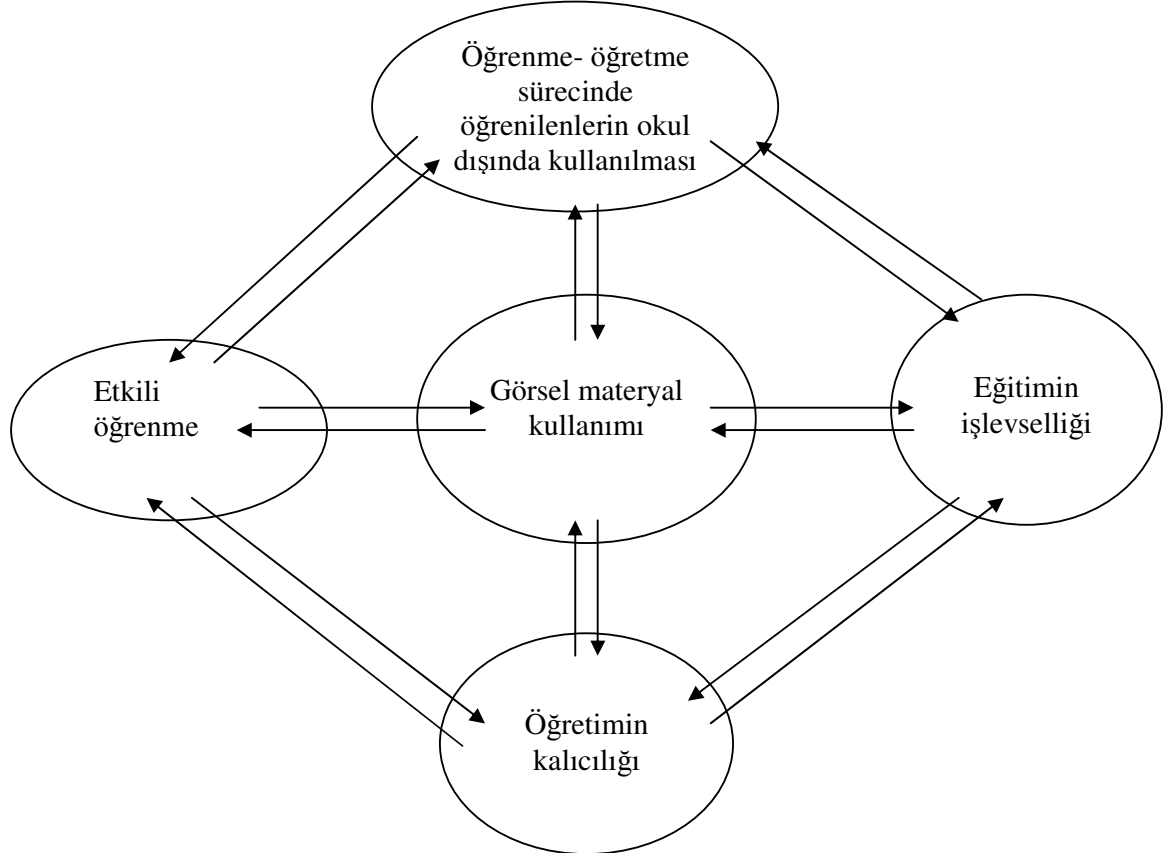 Öğrenme- öğretme
sürecinde
öğrenilenlerin okul
dışında kullanılması
Etkili
öğrenme
Görsel materyal
kullanımı
Eğitimin
işlevselliği
Öğretimin
kalıcılığı